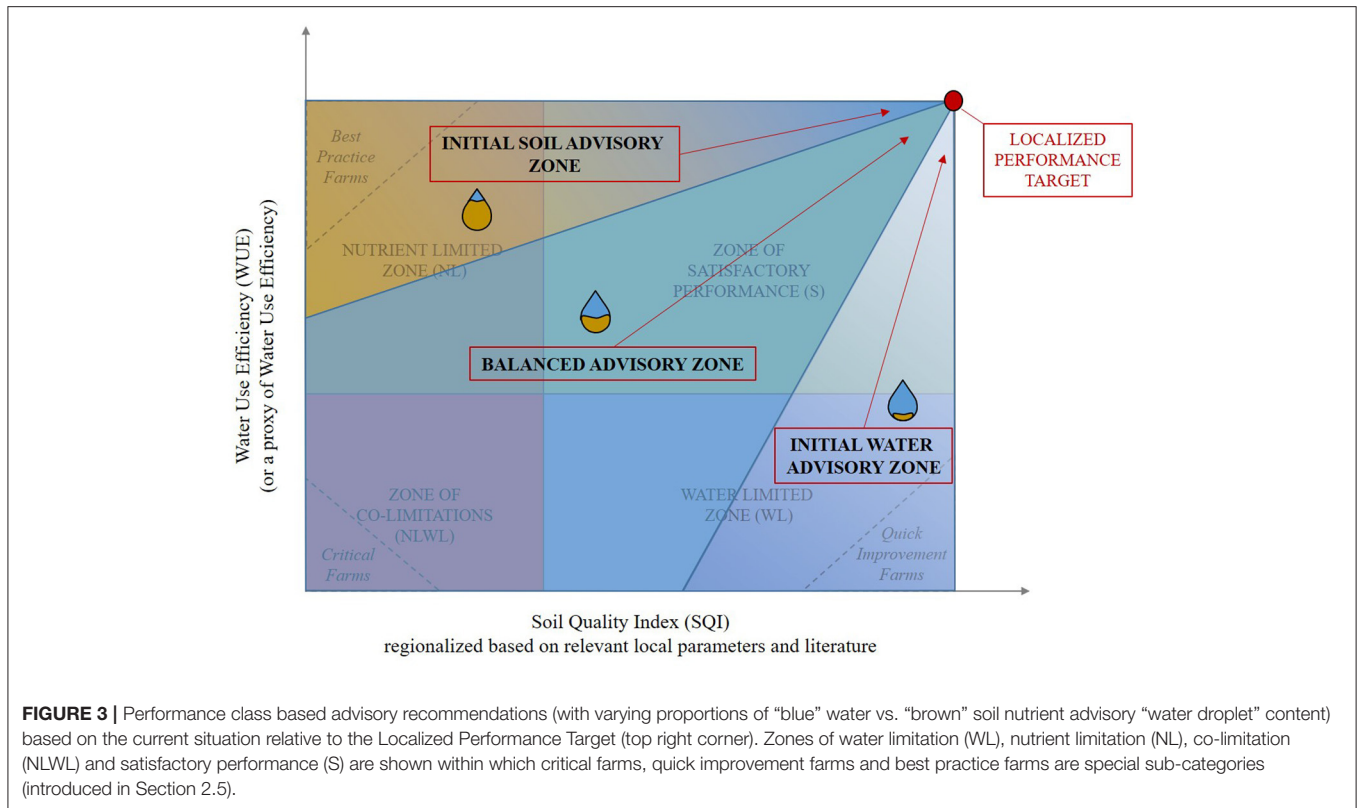 Best
Practice
Farms
INITIAL SOIL ADVISORY
ZONE
LOCALIZED
PERFORMANCE
TARGET
NUTRIENT LIMITED
ZONE (NL)
ZONE OF
SATISFACTORY
PERFORMANCE (S)
BALANCED ADVISORY ZONE
INITIAL WATER
ADVISORY ZONE
ZONE OF
CO-LIMITATIONS
(NLWL)
WATER LIMITED
ZONE (WL)
Critical
Farms
Quick
Improvement
Farms
Water Use Efficiency (WUE)
(or a proxy of Water Use Efficiency)
Soil Quality Index (SQI)
regionalized based on relevant local parameters and literature
FIGURE 3 | Performance class based advisory recommendations (with varying proportions of “blue” water vs. “brown” soil nutrient advisory “water droplet” content)
based on the current situation relative to the Localized Performance Target (top right corner). Zones of water limitation (WL), nutrient limitation (NL), co-limitation
(NLWL) and satisfactory performance (S) are shown within which critical farms, quick improvement farms and best practice farms are special sub-categories
(introduced in Section 2.5).